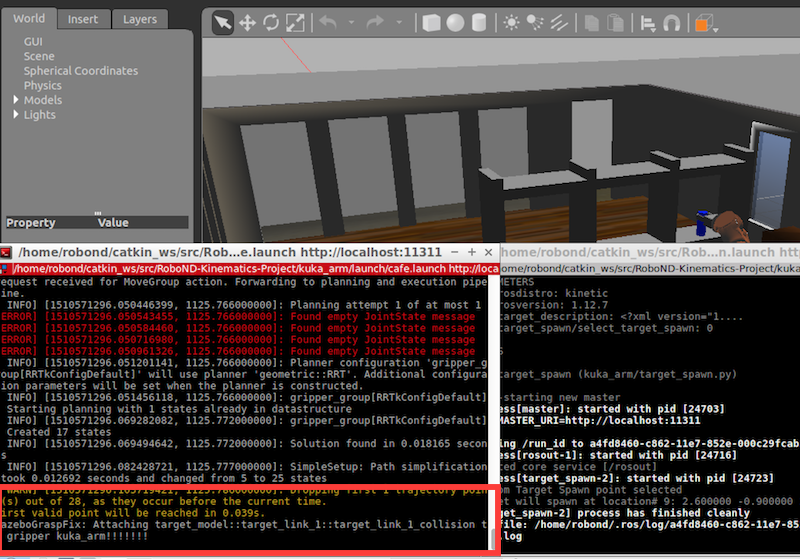 World Insert Layers
GUI
Scene
Spherical Coordinates
Physics
Models
Lights
Property Value
/home/robond/catkin_ws/src/Rob...e.launch http://localhost:11311
/home/robond/catkin_ws/src/RoboND-Kinematics-Project/kuka_arm/launch/cafe.launch http://loca
equest received for MoveGroup action. Forwarding to planning and execution pipe
ine.
INFO] [1510571296.050446399, 1125.766000000]: Planning attempt 1 of at most 1
ERROR] [1510571296.050543455, 1125.766000000]: Found empty JointState message
ERROR] [1510571296.050584460, 1125.766000000]: Found empty JointState message
ERROR] [1510571296.050716980, 1125.766000000]: Found empty JointState message
ERROR] [1510571296.050961326, 1125.766000000]: Found empty JointState message
INFO] [1510571296.051201141, 1125.766000000]: Planner configuration 'gripper_g
roup[RRTkConfigDefault]' will use planner 'geometric::RRT'. Additional configura
ion parameters will be set when the planner is constructed.
INFO] [1510571296.051456118, 1125.766000000]: gripper_group[RRTkConfigDefault]
Starting planning with 1 states already in datastructure
INFO] [1510571296.069282082, 1125.772000000]: gripper_group[RRTkConfigDefault]
Created 17 states
INFO] [1510571296.069494642, 1125.772000000]: Solution found in 0.018165 secon
s
INFO] [1510571296.082428721, 1125.777000000]: SimpleSetup: Path simplification
took 0.012692 seconds and changed from 5 to 25 states
WARN] [1510571296.103719421, 1125.786000000]: Dropping first 1 trajectory poin
(s) out of 28, as they occur before the current time.
irst valid point will be reached in 0.039s.
azeboGraspFix: Attaching target_model::target_link_1::target_link_1_collision t
gripper kuka_arm!!!!!!!
/home/robond/catkin_ws/src/Rob...n.launch http://localhost:11311
/home/robond/catkin_ws/src/RoboND-Kinematics-Project/kuka
METERS
rosdistro: kinetic
rosversion: 1.12.7
target_description: <?xml version="1....
target_spawn/select_target_spawn: 0
S
target_spawn (kuka_arm/target_spawn.py)
-starting new master
ess[master]: started with pid [24703]
MASTER_URI=http://localhost:11311
ing /run_id to a4fd8460-c862-11e7-852e-000c29fcab
ess[rosout-1]: started with pid [24716]
ted core service [/rosout]
ess[target_spawn-2]: started with pid [24723]
om Target Spawn point selected
t will spawn at location# 9: 2.600000 -0.900000
et_spawn-2] process has finished cleanly
file: /home/robond/.ros/log/a4fd8460-c862-11e7-85
.log